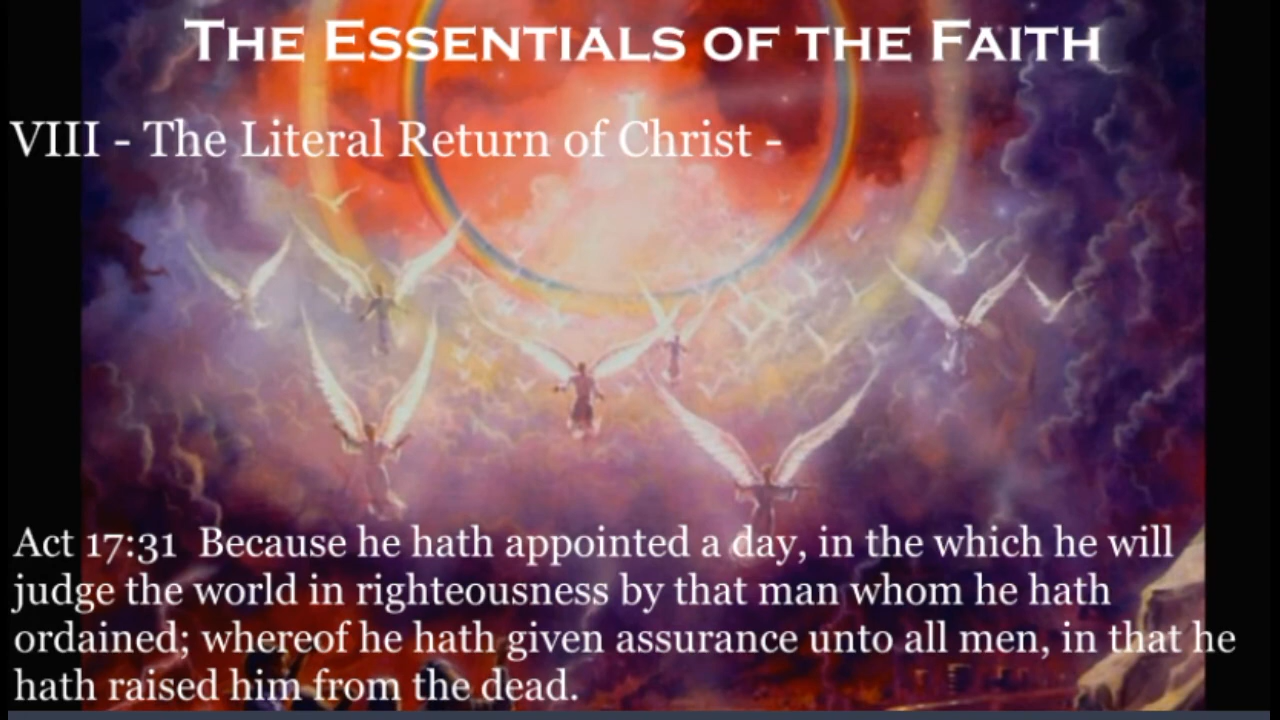 THE ESSENTIALS OF THE FAITH
VIII - The Literal Return of Christ -
Act 17:31  Because he hath appointed a day, in the which he will
judge the world in righteousness by that man whom he hath
ordained; whereof he hath given assurance unto all men, in that he
hath raised him from the dead.